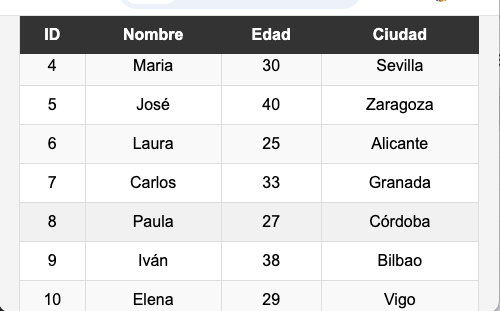 ID Nombre Edad Ciudad
4 Maria 30 Sevilla
5 José 40 Zaragoza
6 Laura 25 Alicante
7 Carlos 33 Granada
8 Paula 27 Córdoba
9 Iván 38 Bilbao
10 Elena 29 Vigo